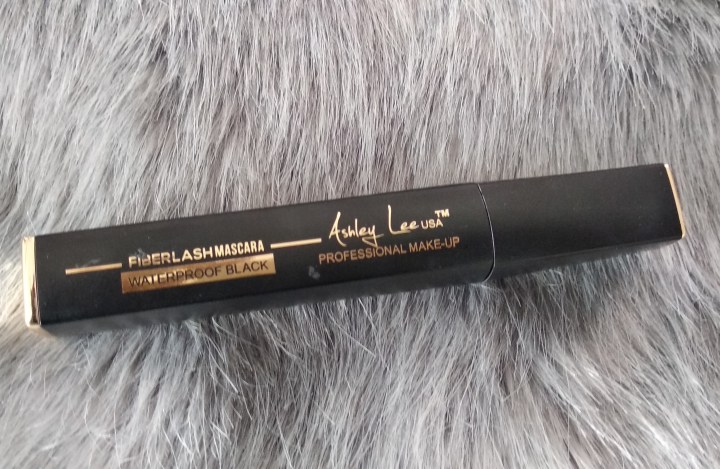 FIBERLASH MASCARA
WATERPROOF BLACK
Ashley Lee USA™
PROFESSIONAL MAKE-UP